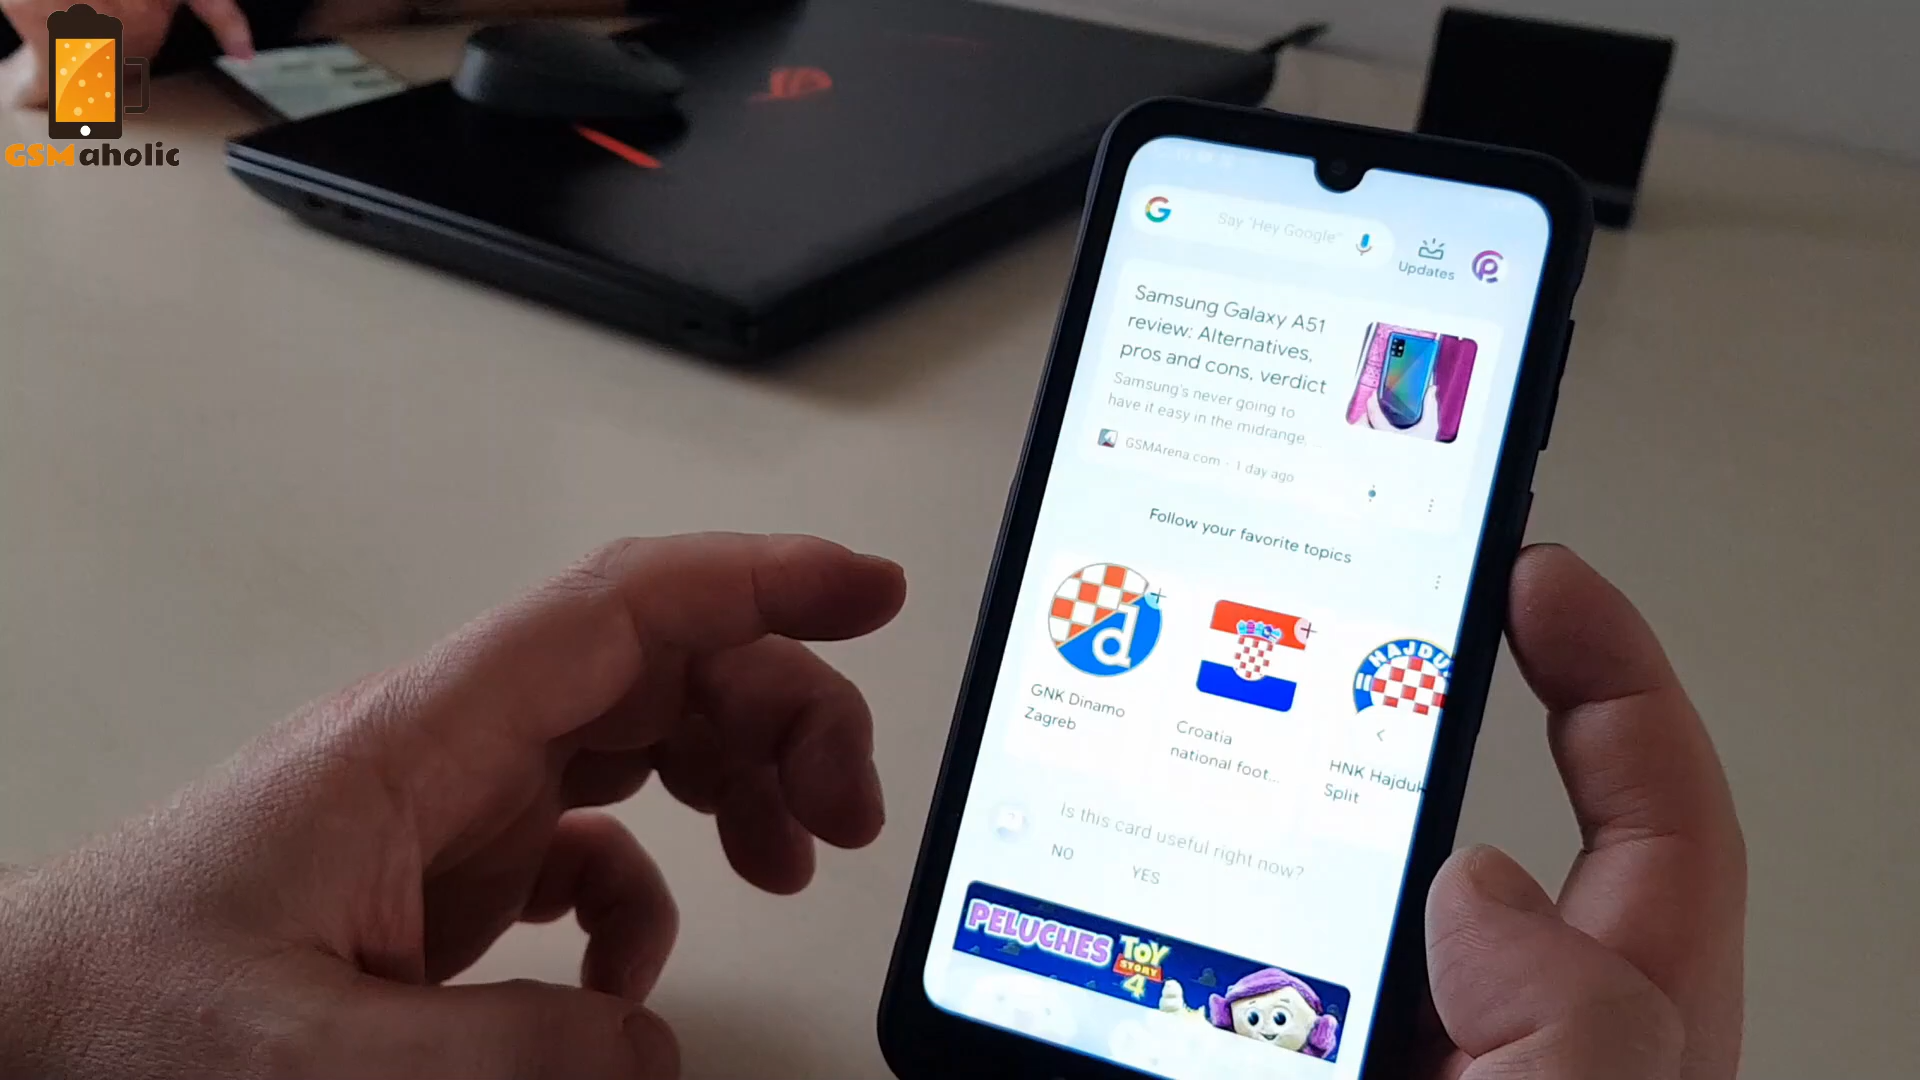 GSMaholic
Say "Hey Google"
Updates
Samsung Galaxy A51
review: Alternatives,
pros and cons, verdict
Samsung's never going to
have it easy in the midrange, ...
GSMArena.com - 1 day ago
Follow your favorite topics
d
HAJDU
GNK Dinamo
Zagreb
Croatia
national foot...
HNK Hajduk
Split
Is this card useful right now?
NO
YES
PELUCHES
TOY
STORY
4